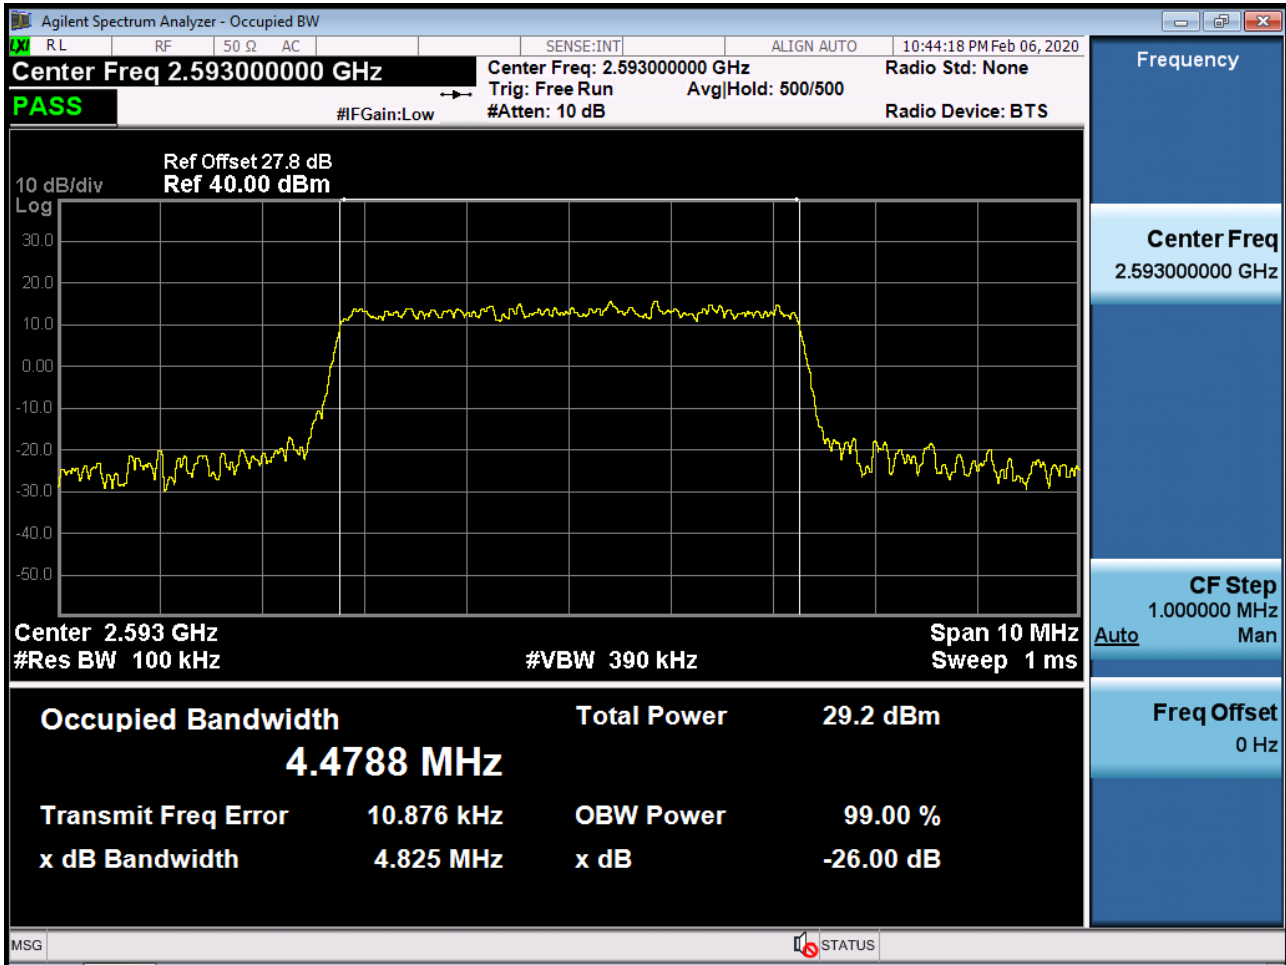 Agilent Spectrum Analyzer - Occupied BW
LXI RL RF 50 Ω AC SENSE:INT ALIGN AUTO 10:44:18 PM Feb 06, 2020
Center Freq 2.593000000 GHz
PASS
#IFGain:Low
Center Freq: 2.593000000 GHz
Trig: Free Run Avg|Hold: 500/500
#Atten: 10 dB
Radio Std: None
Radio Device: BTS
Ref Offset 27.8 dB
10 dB/div Ref 40.00 dBm
Log
30.0
20.0
10.0
0.00
-10.0
-20.0
-30.0
-40.0
-50.0
Center 2.593 GHz Span 10 MHz
#Res BW 100 kHz #VBW 390 kHz Sweep 1 ms
Occupied Bandwidth Total Power 29.2 dBm
4.4788 MHz
Transmit Freq Error 10.876 kHz OBW Power 99.00 %
x dB Bandwidth 4.825 MHz x dB -26.00 dB
MSG STATUS
Frequency
Center Freq
2.593000000 GHz
CF Step
1.000000 MHz
Auto Man
Freq Offset
0 Hz